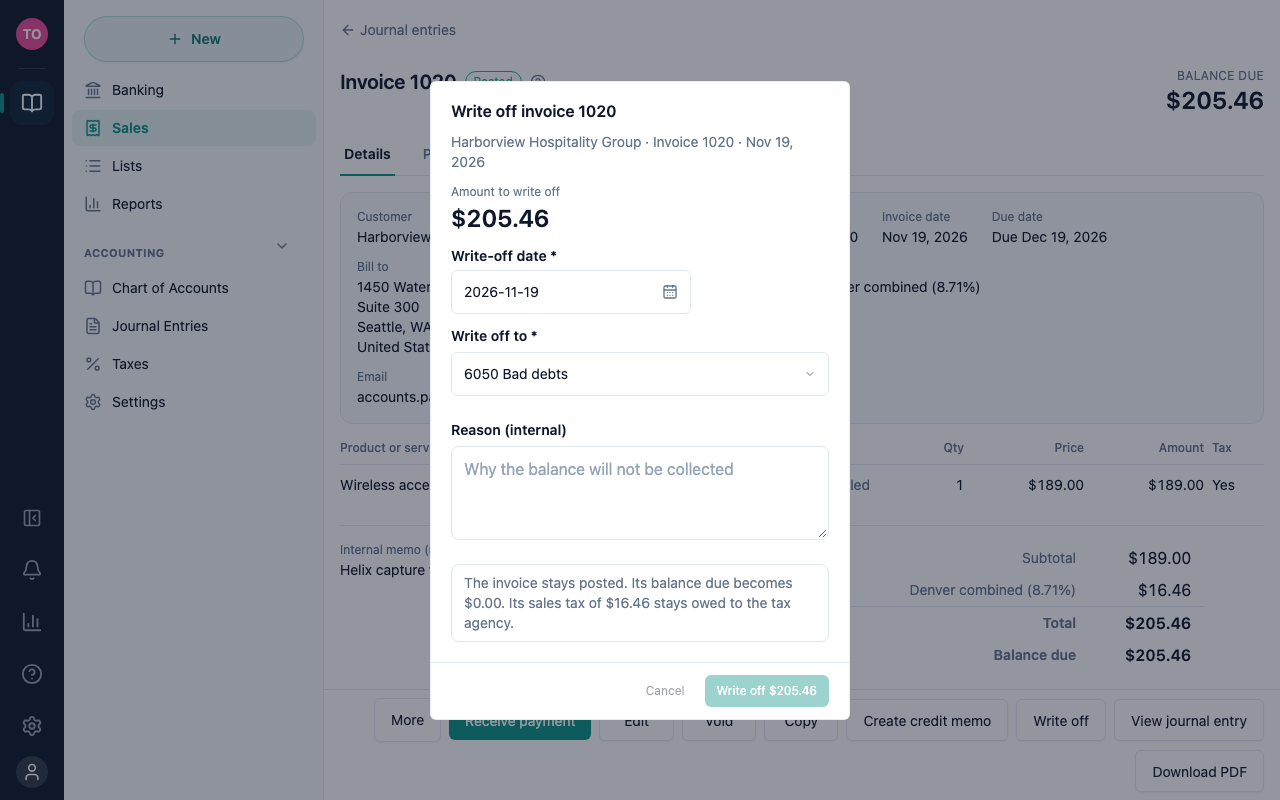 TO
New
Banking
Sales
Lists
Reports
ACCOUNTING
Chart of Accounts
Journal Entries
Taxes
Settings
Journal entries
Invoice 1020 Posted
BALANCE DUE
$205.46
Details
Customer
Harborview
Bill to
1450 Water
Suite 300
Seattle, WA
United Stat
Email
accounts.pa
Invoice date
Nov 19, 2026
Due date
Due Dec 19, 2026
er combined (8.71%)
Product or serv
Qty Price Amount Tax
Wireless acce
led 1 $189.00 $189.00 Yes
Internal memo (
Helix capture
Subtotal $189.00
Denver combined (8.71%) $16.46
Total $205.46
Balance due $205.46
Write off invoice 1020
Harborview Hospitality Group · Invoice 1020 · Nov 19,
2026
Amount to write off
$205.46
Write-off date *
2026-11-19
Write off to *
6050 Bad debts
Reason (internal)
Why the balance will not be collected
The invoice stays posted. Its balance due becomes
$0.00. Its sales tax of $16.46 stays owed to the tax
agency.
Cancel Write off $205.46
More Receive payment Edit Void Copy Create credit memo Write off View journal entry
Download PDF